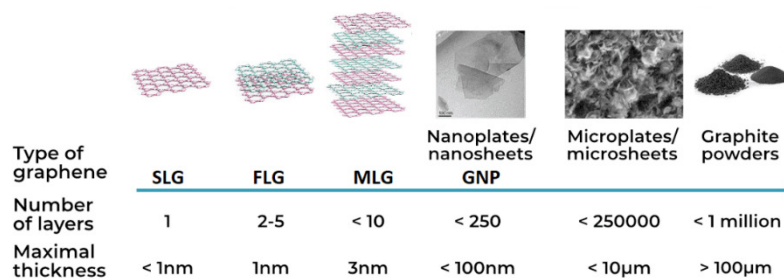 Nanoplates/ Microplates/ Graphite
Type of nanosheets microsheets powders
graphene SLG FLG MLG GNP
Number
of layers 1 2-5 < 10 < 250 < 250000 < 1 million
Maximal
thickness < 1nm 1nm 3nm < 100nm < 10µm > 100µm